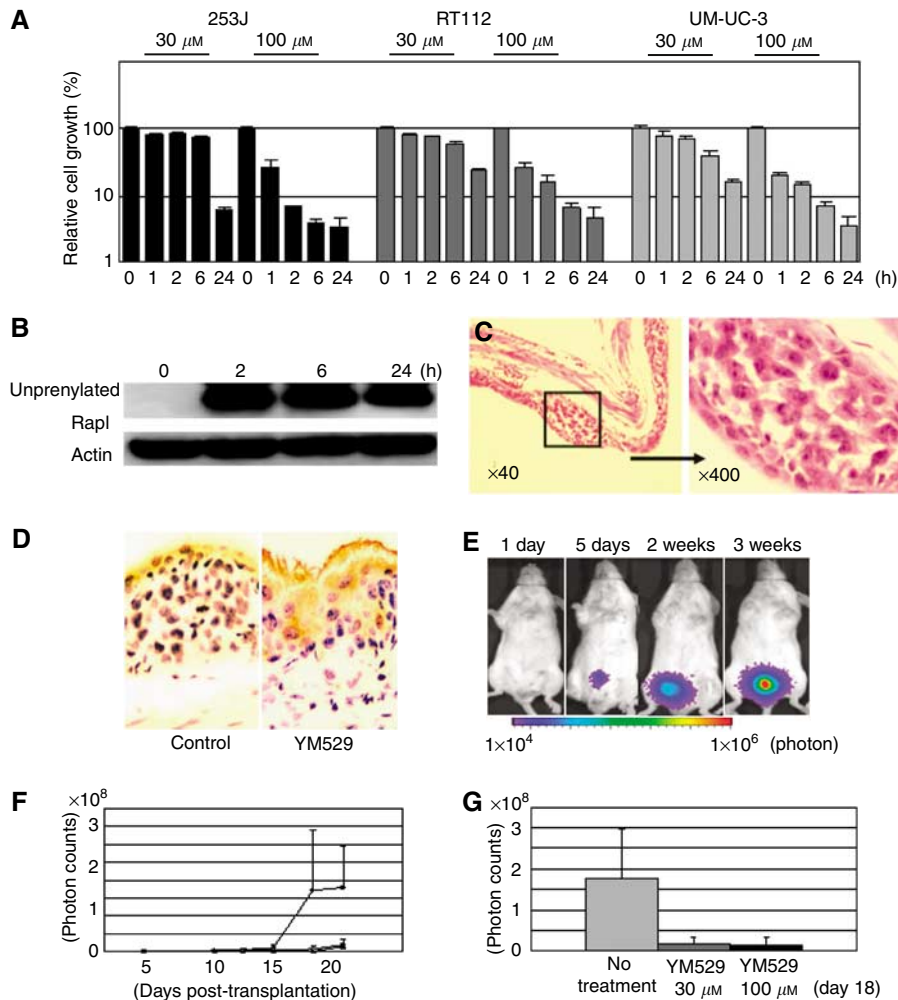 A
253J RT112 UM-UC-3
30 μM 100 μM 30 μM 100 μM 30 μM 100 μM
Relative cell growth (%)
100
10
1
0 1 2 6 24 0 1 2 6 24 0 1 2 6 24 0 1 2 6 24 0 1 2 6 24 0 1 2 6 24 (h)
B
0 2 6 24 (h)
Unprenylated
RapI
Actin
C
×40
×400
D
Control YM529
E
1 day 5 days 2 weeks 3 weeks
1×10⁴ 1×10⁶ (photon)
F
×10⁸
(Photon counts)
3
2
1
0
5 10 15 20
(Days post-transplantation)
G
×10⁸
(Photon counts)
3
2
1
0
No YM529 YM529
treatment 30 μM 100 μM (day 18)